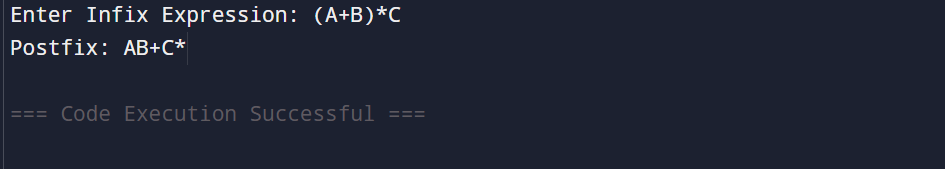 Enter Infix Expression: (A+B)*C
Postfix: AB+C*
=== Code Execution Successful ===